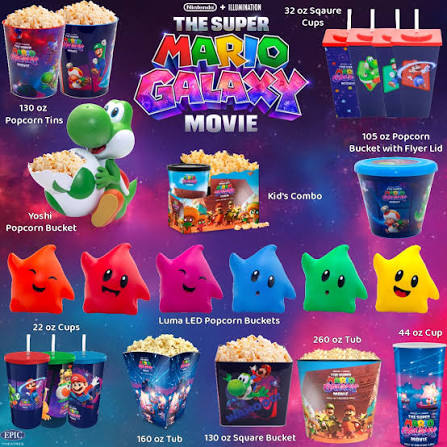 Nintendo + ILLUMINATION
THE SUPER
MARIO
GALAXY
MOVIE
32 oz Sqaure
Cups
130 oz
Popcorn Tins
105 oz Popcorn
Bucket with Flyer Lid
Yoshi
Popcorn Bucket
Kid's Combo
Luma LED Popcorn Buckets
22 oz Cups
260 oz Tub
44 oz Cup
160 oz Tub
130 oz Square Bucket
EPIC
THEATRES